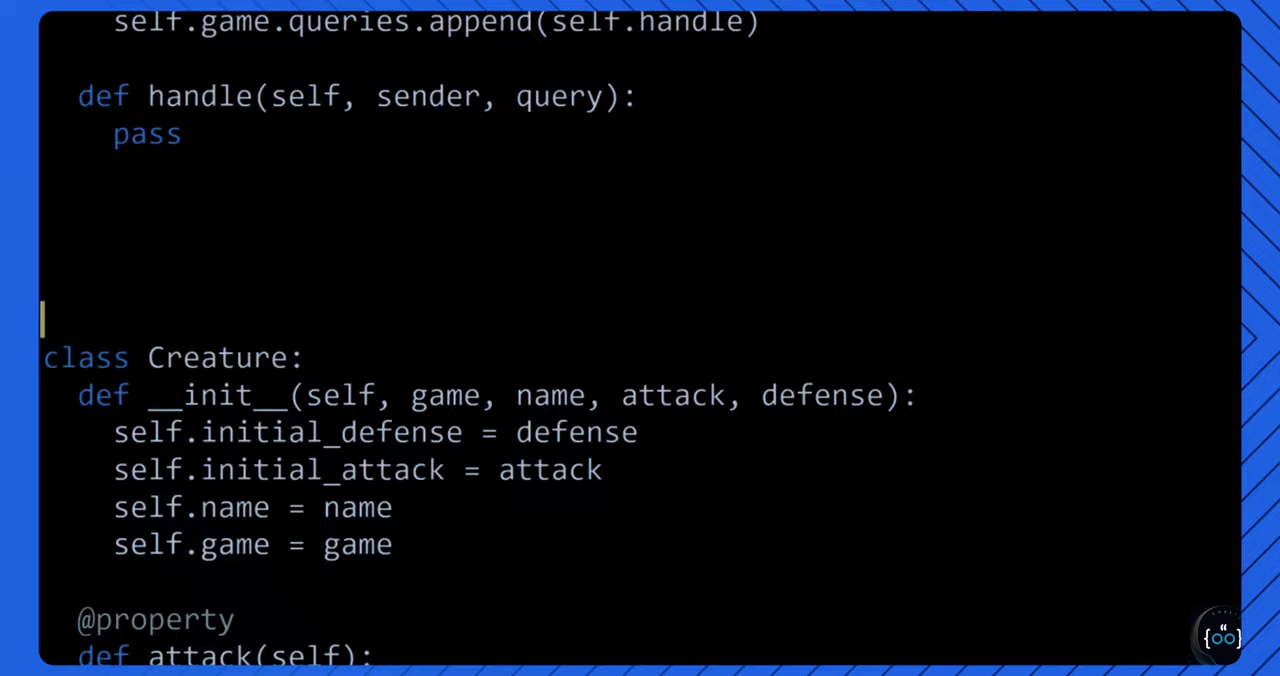 self.game.queries.append(self.handle)
def handle(self, sender, query):
pass
class Creature:
def __init__(self, game, name, attack, defense):
self.initial_defense = defense
self.initial_attack = attack
self.name = name
self.game = game
@property
def attack(self):